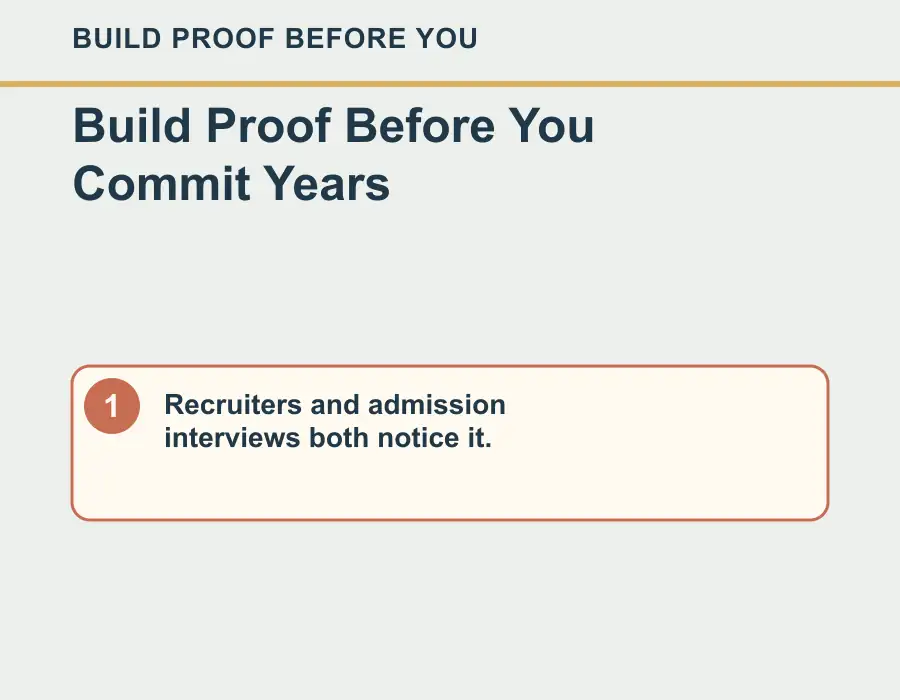 BUILD PROOF BEFORE YOU
Build Proof Before You
Commit Years
1
Recruiters and admission
interviews both notice it.